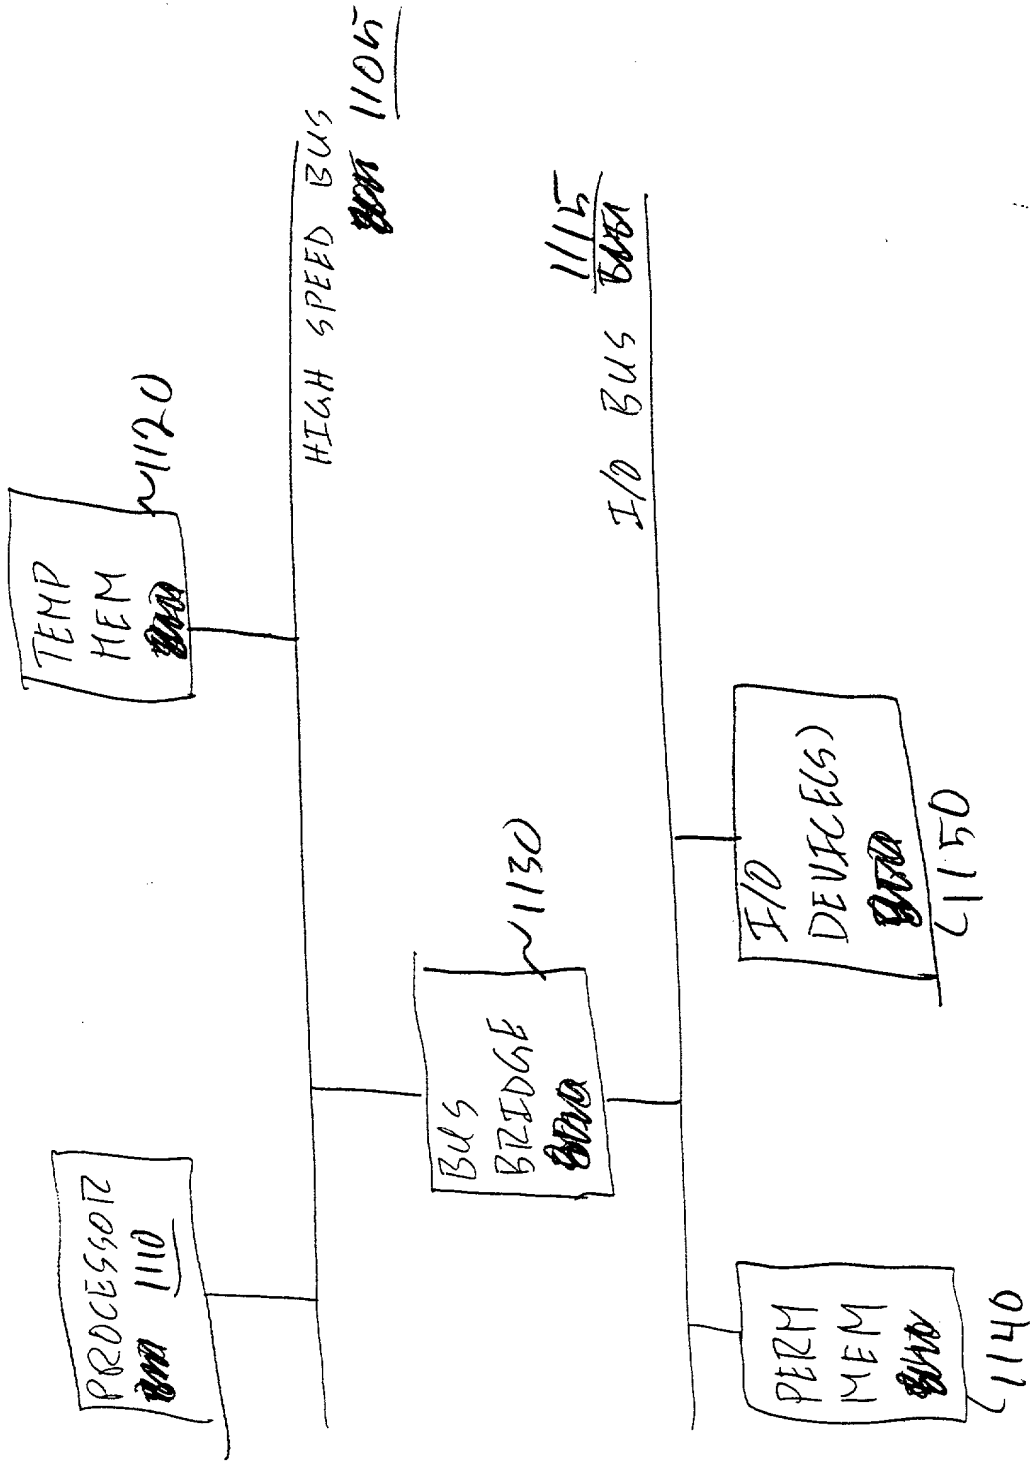 PROCESSOR
1110
TEMP
MEM
1120
HIGH SPEED BUS
1105
BUS
BRIDGE
1130
I/O BUS
1115
PERM
MEM
1140
I/O
DEVICE(S)
1150